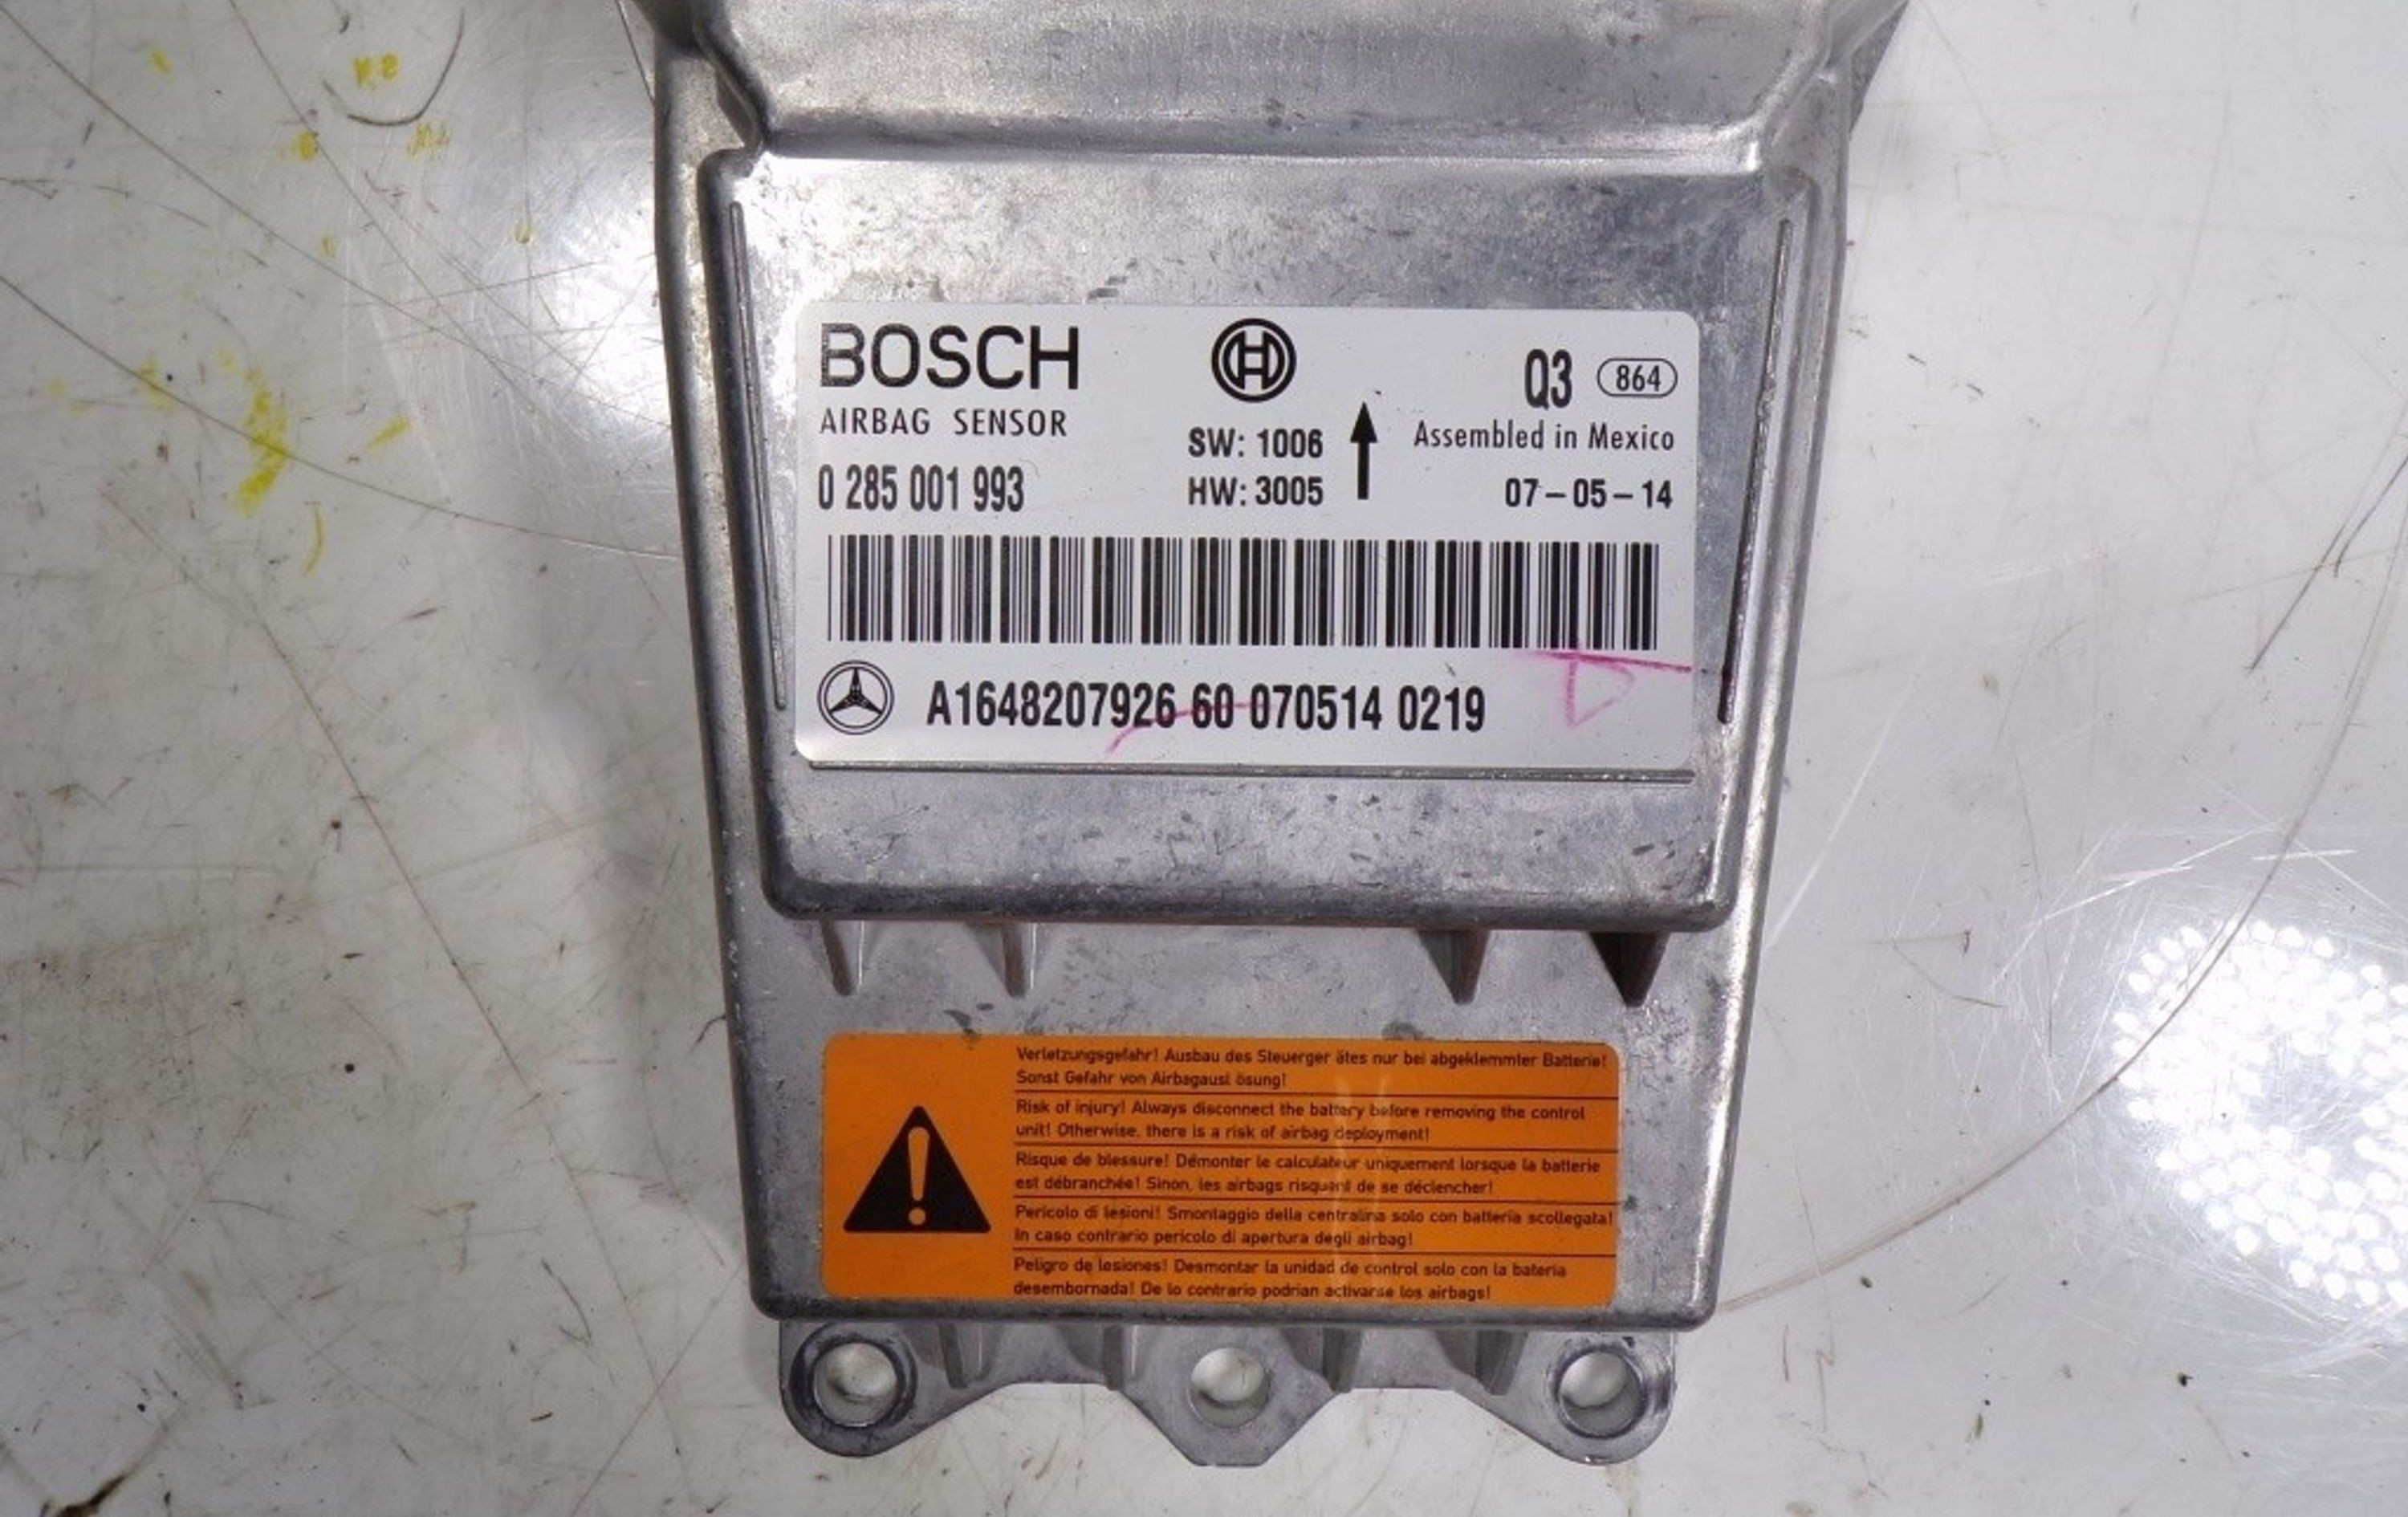 BOSCH
AIRBAG SENSOR
0 285 001 993
SW: 1006
HW: 3005
Q3 864
Assembled in Mexico
07-05-14
A1648207926 60 070514 0219
Verletzungsgefahr! Ausbau des Steuerger ätes nur bei abgeklemmter Batterie!
Sonst Gefahr von Airbagausl ösung!
Risk of injury! Always disconnect the battery before removing the control
unit! Otherwise, there is a risk of airbag deployment!
Risque de blessure! Démonter le calculateur uniquement lorsque la batterie
est débranchée! Sinon, les airbags risquent de se déclencher!
Pericolo di lesioni! Smontaggio della centralina solo con batteria scollegata!
In caso contrario pericolo di apertura degli airbag!
Peligro de lesiones! Desmontar la unidad de control solo con la bateria
desembornada! De lo contrario podrian activarse los airbags!